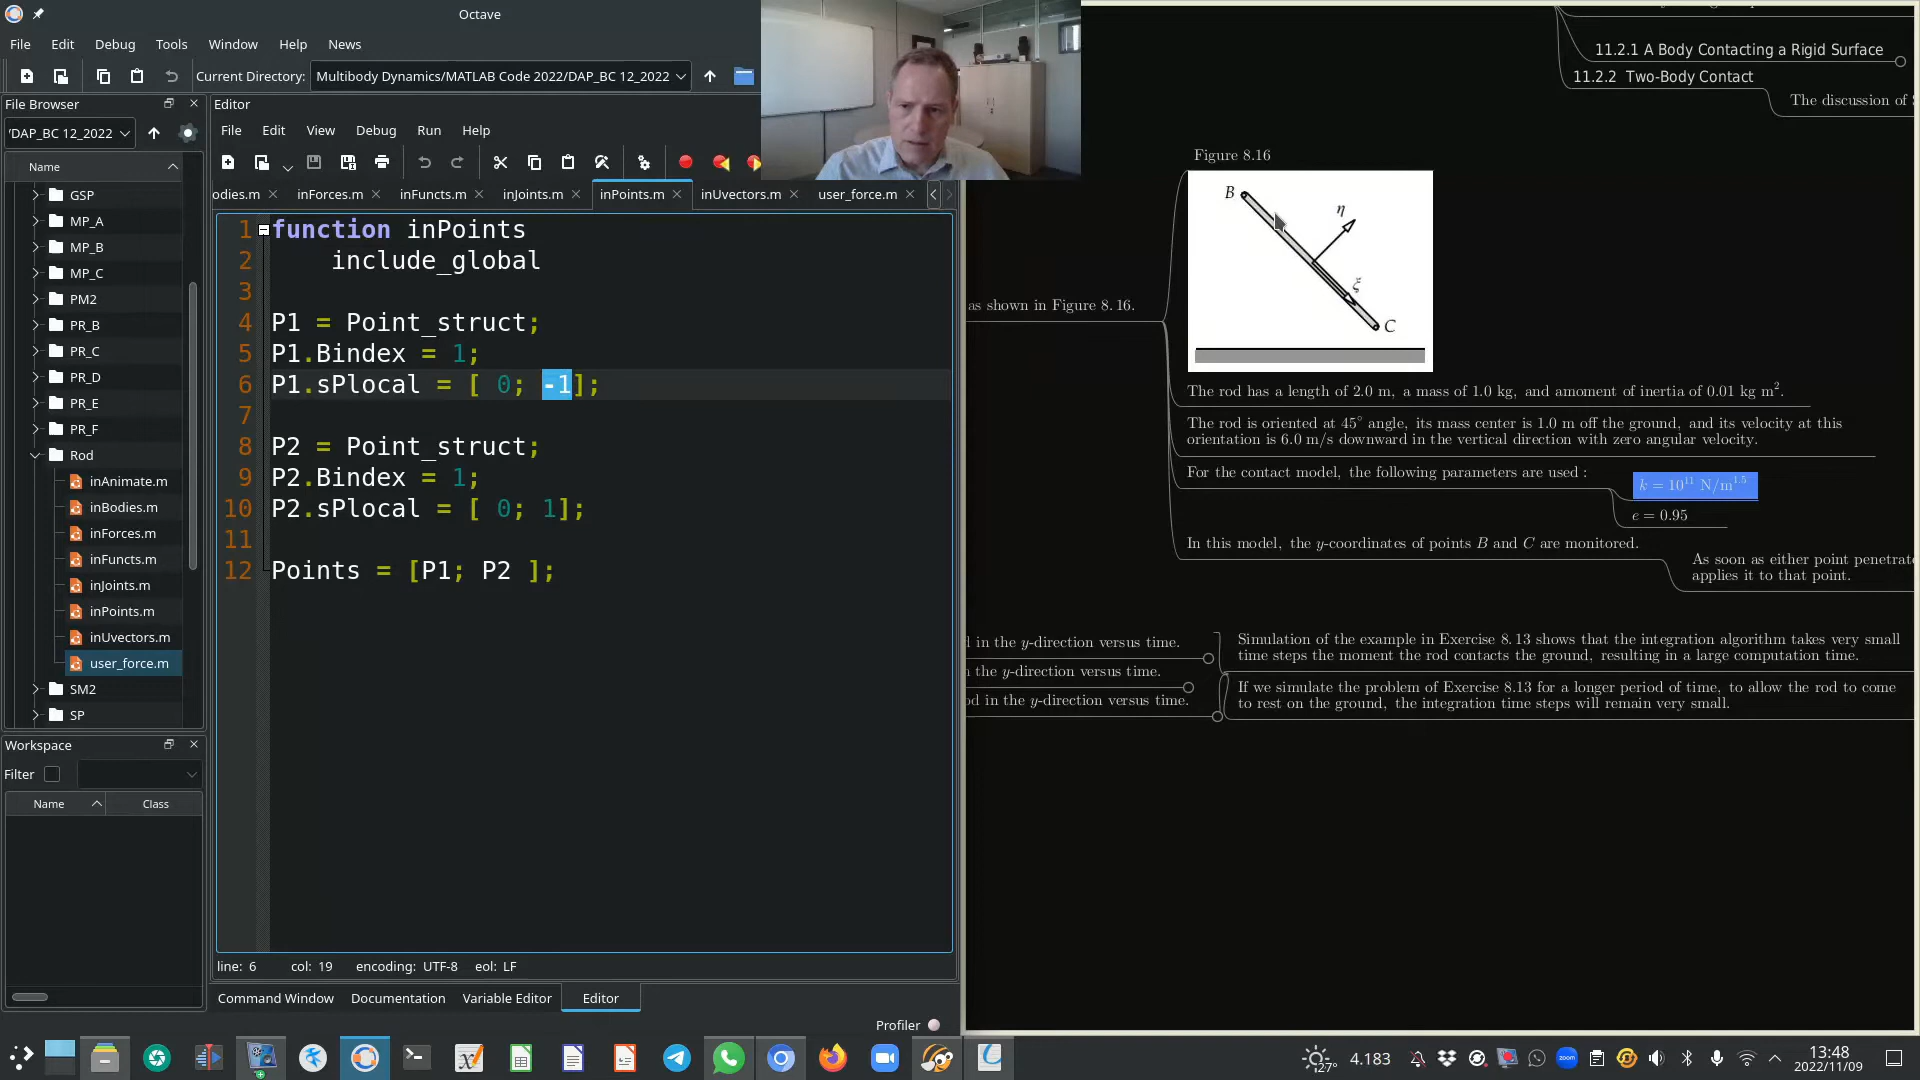 Octave
File Edit Debug Tools Window Help News
Current Directory: Multibody Dynamics/MATLAB Code 2022/DAP_BC 12_2022
File Browser
'DAP_BC 12_2022
Name
GSP
MP_A
MP_B
MP_C
PM2
PR_B
PR_C
PR_D
PR_E
PR_F
Rod
inAnimate.m
inBodies.m
inForces.m
inFuncts.m
inJoints.m
inPoints.m
inUvectors.m
user_force.m
SM2
SP
Workspace
Filter
Name Class
Editor
File Edit View Debug Run Help
odies.m inForces.m inFuncts.m inJoints.m inPoints.m inUvectors.m user_force.m
1 function inPoints
2 include_global
3
4 P1 = Point_struct;
5 P1.Bindex = 1;
6 P1.sPlocal = [ 0; -1];
7
8 P2 = Point_struct;
9 P2.Bindex = 1;
10 P2.sPlocal = [ 0; 1];
11
12 Points = [P1; P2 ];
line: 6 col: 19 encoding: UTF-8 eol: LF
Command Window Documentation Variable Editor Editor
Profiler
11.2.1 A Body Contacting a Rigid Surface
11.2.2 Two-Body Contact
The discussion of
Figure 8.16
B
η
ξ
C
as shown in Figure 8.16.
The rod has a length of 2.0 m, a mass of 1.0 kg, and amoment of inertia of 0.01 kg m².
The rod is oriented at 45° angle, its mass center is 1.0 m off the ground, and its velocity at this
orientation is 6.0 m/s downward in the vertical direction with zero angular velocity.
For the contact model, the following parameters are used :
k = 10¹¹ N/m¹·⁵
e = 0.95
In this model, the y-coordinates of points B and C are monitored.
As soon as either point penetrat
applies it to that point.
in the y-direction versus time.
the y-direction versus time.
in the y-direction versus time.
Simulation of the example in Exercise 8.13 shows that the integration algorithm takes very small
time steps the moment the rod contacts the ground, resulting in a large computation time.
If we simulate the problem of Exercise 8.13 for a longer period of time, to allow the rod to come
to rest on the ground, the integration time steps will remain very small.
27°
4.183
zoom
13:48
2022/11/09